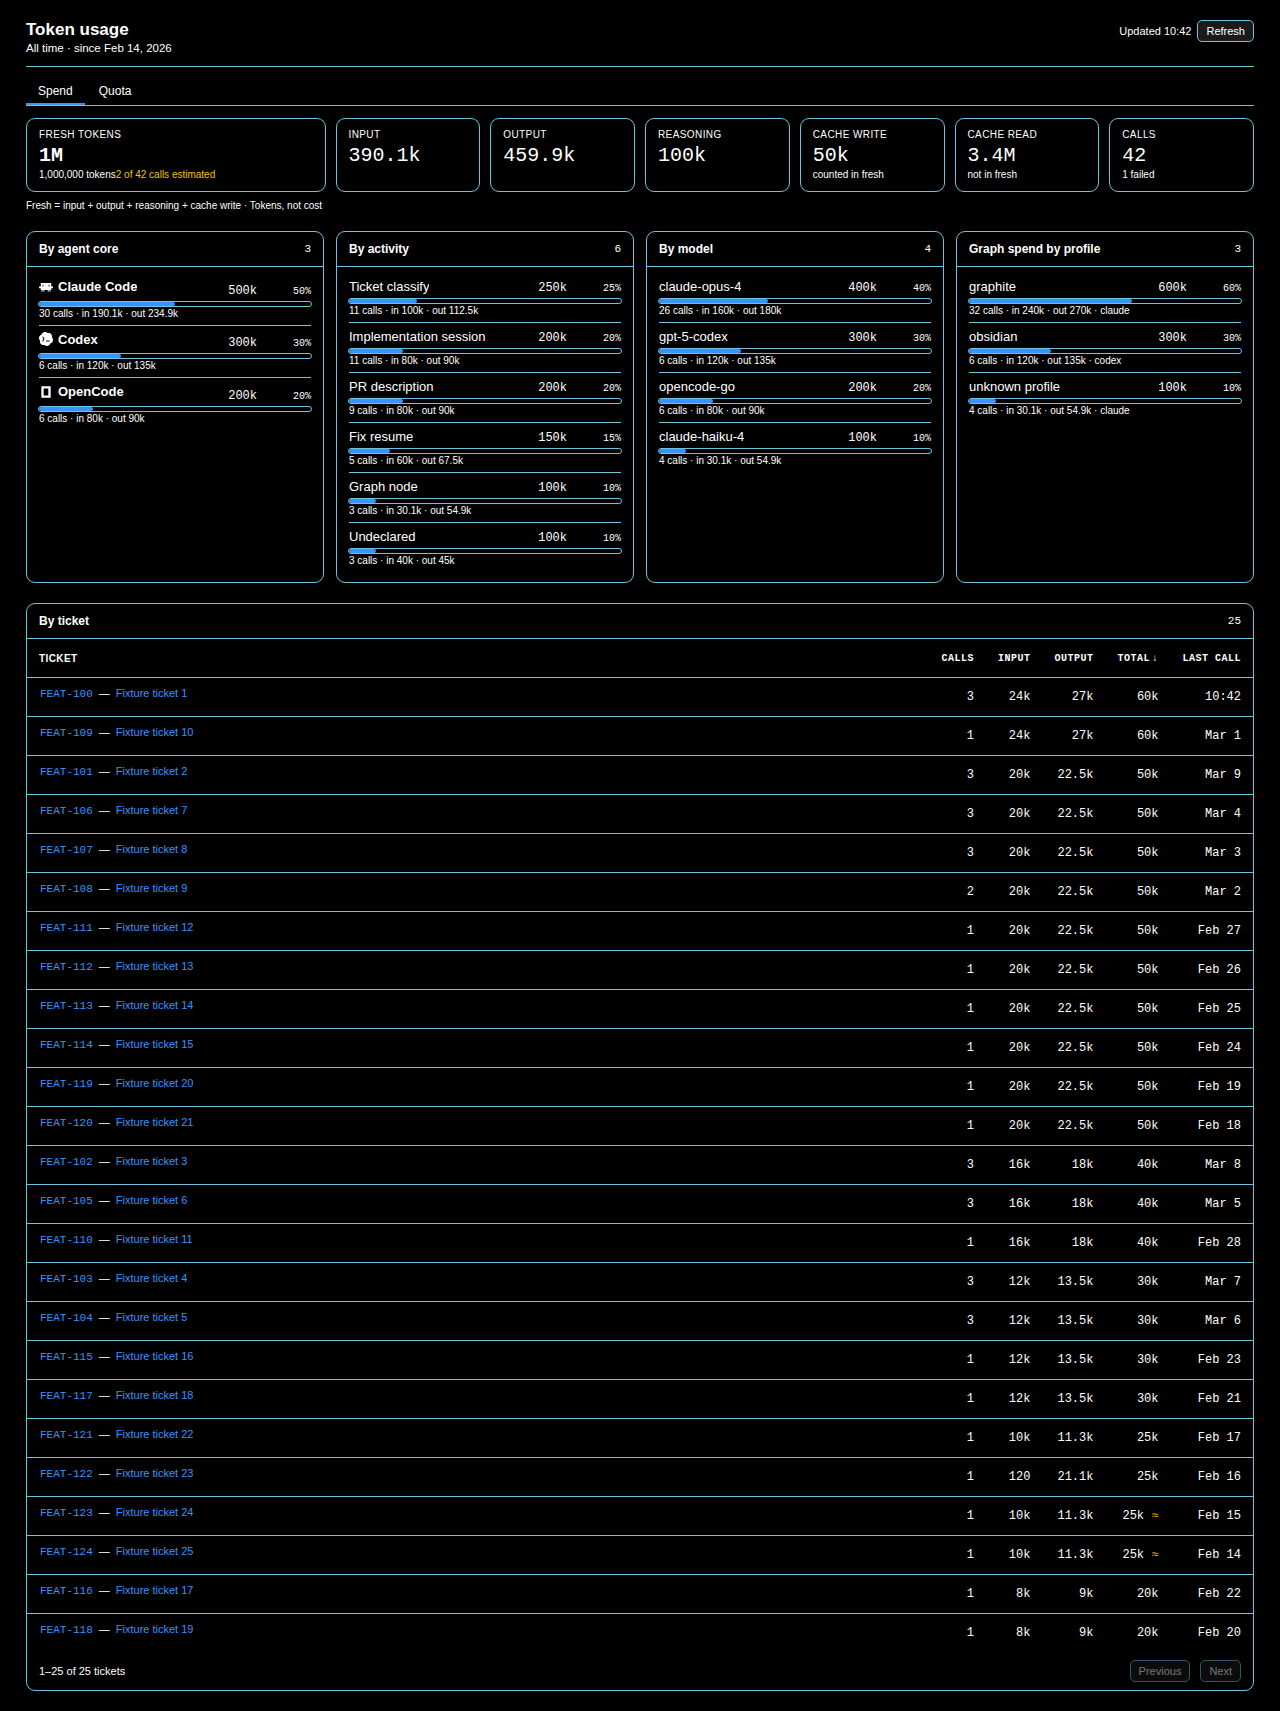 Token usage
All time · since Feb 14, 2026
Updated 10:42 Refresh
Spend Quota
FRESH TOKENS
1M
1,000,000 tokens2 of 42 calls estimated
INPUT
390.1k
OUTPUT
459.9k
REASONING
100k
CACHE WRITE
50k
counted in fresh
CACHE READ
3.4M
not in fresh
CALLS
42
1 failed
Fresh = input + output + reasoning + cache write · Tokens, not cost
By agent core 3
Claude Code 500k 50%
30 calls · in 190.1k · out 234.9k
Codex 300k 30%
6 calls · in 120k · out 135k
OpenCode 200k 20%
6 calls · in 80k · out 90k
By activity 6
Ticket classify 250k 25%
11 calls · in 100k · out 112.5k
Implementation session 200k 20%
11 calls · in 80k · out 90k
PR description 200k 20%
9 calls · in 80k · out 90k
Fix resume 150k 15%
5 calls · in 60k · out 67.5k
Graph node 100k 10%
3 calls · in 30.1k · out 54.9k
Undeclared 100k 10%
3 calls · in 40k · out 45k
By model 4
claude-opus-4 400k 40%
26 calls · in 160k · out 180k
gpt-5-codex 300k 30%
6 calls · in 120k · out 135k
opencode-go 200k 20%
6 calls · in 80k · out 90k
claude-haiku-4 100k 10%
4 calls · in 30.1k · out 54.9k
Graph spend by profile 3
graphite 600k 60%
32 calls · in 240k · out 270k · claude
obsidian 300k 30%
6 calls · in 120k · out 135k · codex
unknown profile 100k 10%
4 calls · in 30.1k · out 54.9k · claude
By ticket 25
TICKET CALLS INPUT OUTPUT TOTAL ↓ LAST CALL
FEAT-100 — Fixture ticket 1 3 24k 27k 60k 10:42
FEAT-109 — Fixture ticket 10 1 24k 27k 60k Mar 1
FEAT-101 — Fixture ticket 2 3 20k 22.5k 50k Mar 9
FEAT-106 — Fixture ticket 7 3 20k 22.5k 50k Mar 4
FEAT-107 — Fixture ticket 8 3 20k 22.5k 50k Mar 3
FEAT-108 — Fixture ticket 9 2 20k 22.5k 50k Mar 2
FEAT-111 — Fixture ticket 12 1 20k 22.5k 50k Feb 27
FEAT-112 — Fixture ticket 13 1 20k 22.5k 50k Feb 26
FEAT-113 — Fixture ticket 14 1 20k 22.5k 50k Feb 25
FEAT-114 — Fixture ticket 15 1 20k 22.5k 50k Feb 24
FEAT-119 — Fixture ticket 20 1 20k 22.5k 50k Feb 19
FEAT-120 — Fixture ticket 21 1 20k 22.5k 50k Feb 18
FEAT-102 — Fixture ticket 3 3 16k 18k 40k Mar 8
FEAT-105 — Fixture ticket 6 3 16k 18k 40k Mar 5
FEAT-110 — Fixture ticket 11 1 16k 18k 40k Feb 28
FEAT-103 — Fixture ticket 4 3 12k 13.5k 30k Mar 7
FEAT-104 — Fixture ticket 5 3 12k 13.5k 30k Mar 6
FEAT-115 — Fixture ticket 16 1 12k 13.5k 30k Feb 23
FEAT-117 — Fixture ticket 18 1 12k 13.5k 30k Feb 21
FEAT-121 — Fixture ticket 22 1 10k 11.3k 25k Feb 17
FEAT-122 — Fixture ticket 23 1 120 21.1k 25k Feb 16
FEAT-123 — Fixture ticket 24 1 10k 11.3k 25k ≈ Feb 15
FEAT-124 — Fixture ticket 25 1 10k 11.3k 25k ≈ Feb 14
FEAT-116 — Fixture ticket 17 1 8k 9k 20k Feb 22
FEAT-118 — Fixture ticket 19 1 8k 9k 20k Feb 20
1–25 of 25 tickets Previous Next